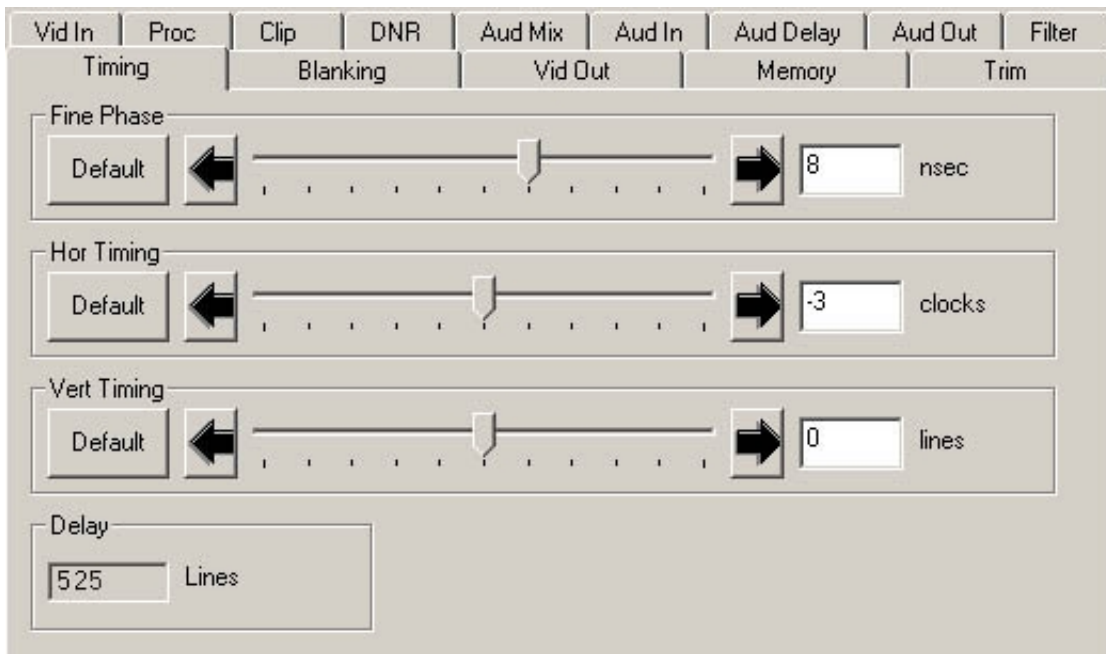 Vid In Proc Clip DNR Aud Mix Aud In Aud Delay Aud Out Filter
Timing Blanking Vid Out Memory Trim
Fine Phase
Default 8 nsec
Hor Timing
Default -3 clocks
Vert Timing
Default 0 lines
Delay
525 Lines